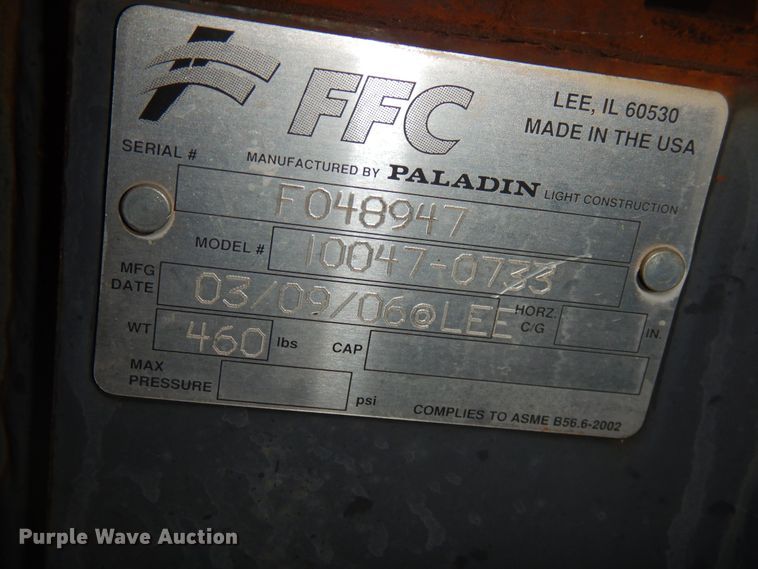 FFC
LEE, IL 60530
MADE IN THE USA
MANUFACTURED BY PALADIN LIGHT CONSTRUCTION
SERIAL # F048947
MODEL # 10047-0733
MFG DATE 03/09/06@LEE HORZ. C/G IN.
WT 460 lbs CAP
MAX PRESSURE psi
COMPLIES TO ASME B56.6-2002
Purple Wave Auction®